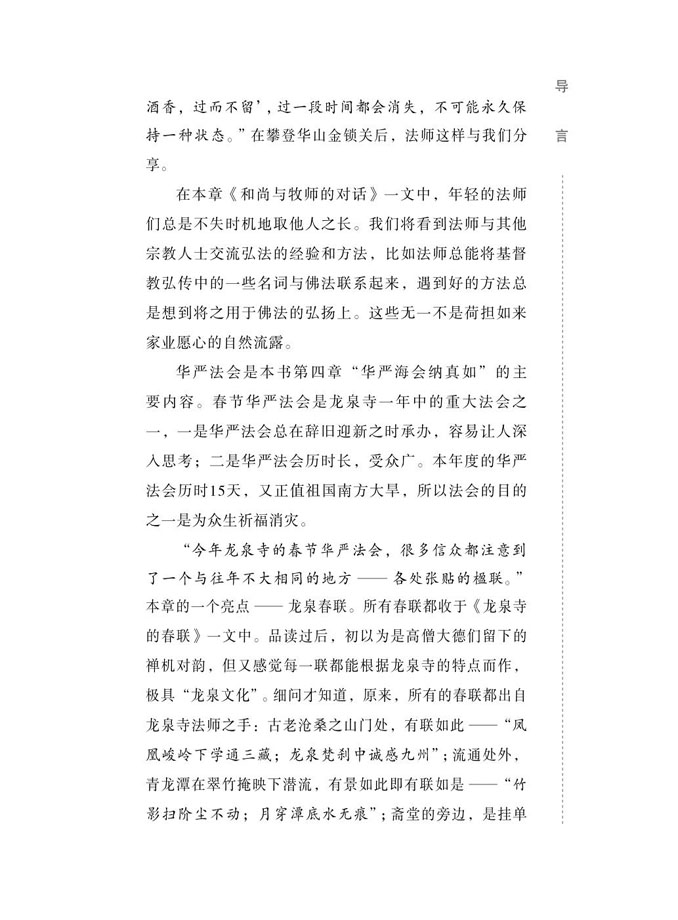 导言
酒香，过而不留’，过一段时间都会消失，不可能永久保
持一种状态。”在攀登华山金锁关后，法师这样与我们分
享。
在本章《和尚与牧师的对话》一文中，年轻的法师
们总是不失时机地取他人之长。我们将看到法师与其他
宗教人士交流弘法的经验和方法，比如法师总能将基督
教弘传中的一些名词与佛法联系起来，遇到好的方法总
是想到将之用于佛法的弘扬上。这些无一不是荷担如来
家业愿心的自然流露。
华严法会是本书第四章“华严海会纳真如”的主
要内容。春节华严法会是龙泉寺一年中的重大法会之
一，一是华严法会总在辞旧迎新之时承办，容易让人深
入思考；二是华严法会历时长，受众广。本年度的华严
法会历时15天，又正值祖国南方大旱，所以法会的目的
之一是为众生祈福消灾。
“今年龙泉寺的春节华严法会，很多信众都注意到
了一个与往年不大相同的地方 —— 各处张贴的楹联。”
本章的一个亮点 —— 龙泉春联。所有春联都收于《龙泉寺
的春联》一文中。品读过后，初以为是高僧大德们留下的
禅机对韵，但又感觉每一联都能根据龙泉寺的特点而作，
极具“龙泉文化”。细问才知道，原来，所有的春联都出自
龙泉寺法师之手：古老沧桑之山门处，有联如此 ——“凤
凰峻岭下学通三藏；龙泉梵刹中诚感九州”；流通处外，
青龙潭在翠竹掩映下潜流，有景如此即有联如是 ——“竹
影扫阶尘不动；月穿潭底水无痕”；斋堂的旁边，是挂单